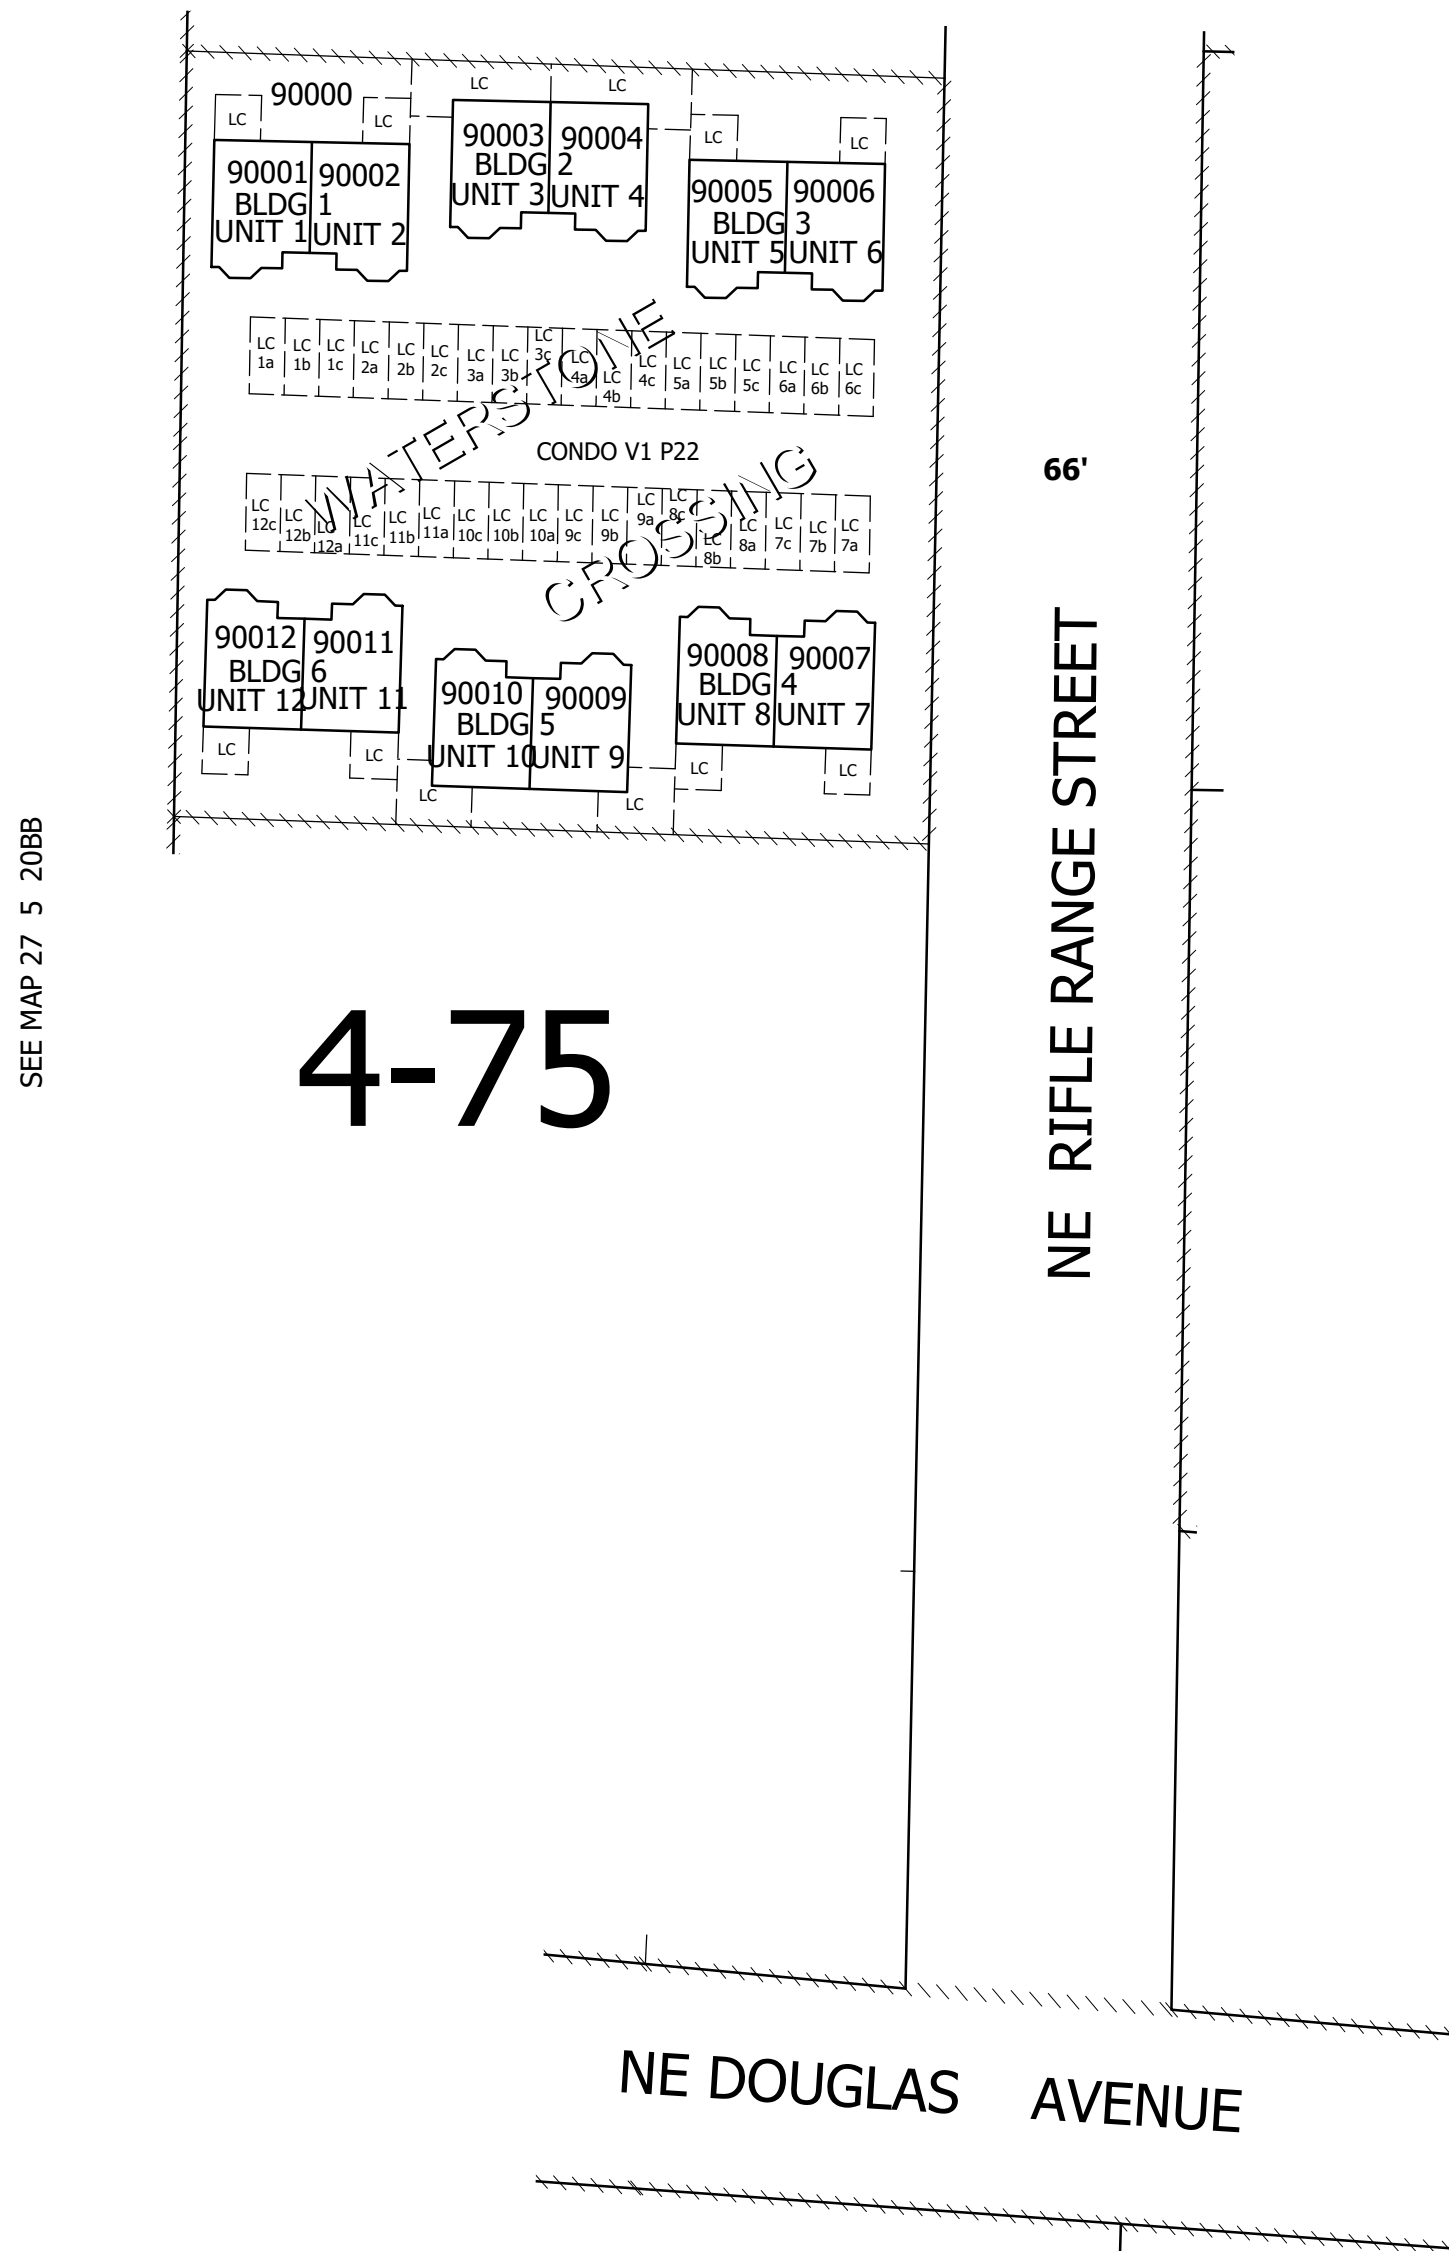 90000
LC
LC
LC
LC
LC
LC
90001
90002
BLDG 1
UNIT 1
UNIT 2
90003
90004
BLDG 2
UNIT 3
UNIT 4
90005
90006
BLDG 3
UNIT 5
UNIT 6
LC 1a
LC 1b
LC 1c
LC 2a
LC 2b
LC 2c
LC 3a
LC 3b
LC 3c
LC 4a
LC 4b
LC 4c
LC 5a
LC 5b
LC 5c
LC 6a
LC 6b
LC 6c
WATERSTONE
CROSSING
CONDO V1 P22
LC 12c
LC 12b
LC 12a
LC 11c
LC 11b
LC 11a
LC 10c
LC 10b
LC 10a
LC 9c
LC 9b
LC 9a
LC 8c
LC 8b
LC 8a
LC 7c
LC 7b
LC 7a
90012
90011
BLDG 6
UNIT 12
UNIT 11
90010
90009
BLDG 5
UNIT 10
UNIT 9
90008
90007
BLDG 4
UNIT 8
UNIT 7
LC
LC
LC
LC
LC
LC
66'
NE RIFLE RANGE STREET
SEE MAP 27 5 20BB
4-75
NE DOUGLAS AVENUE